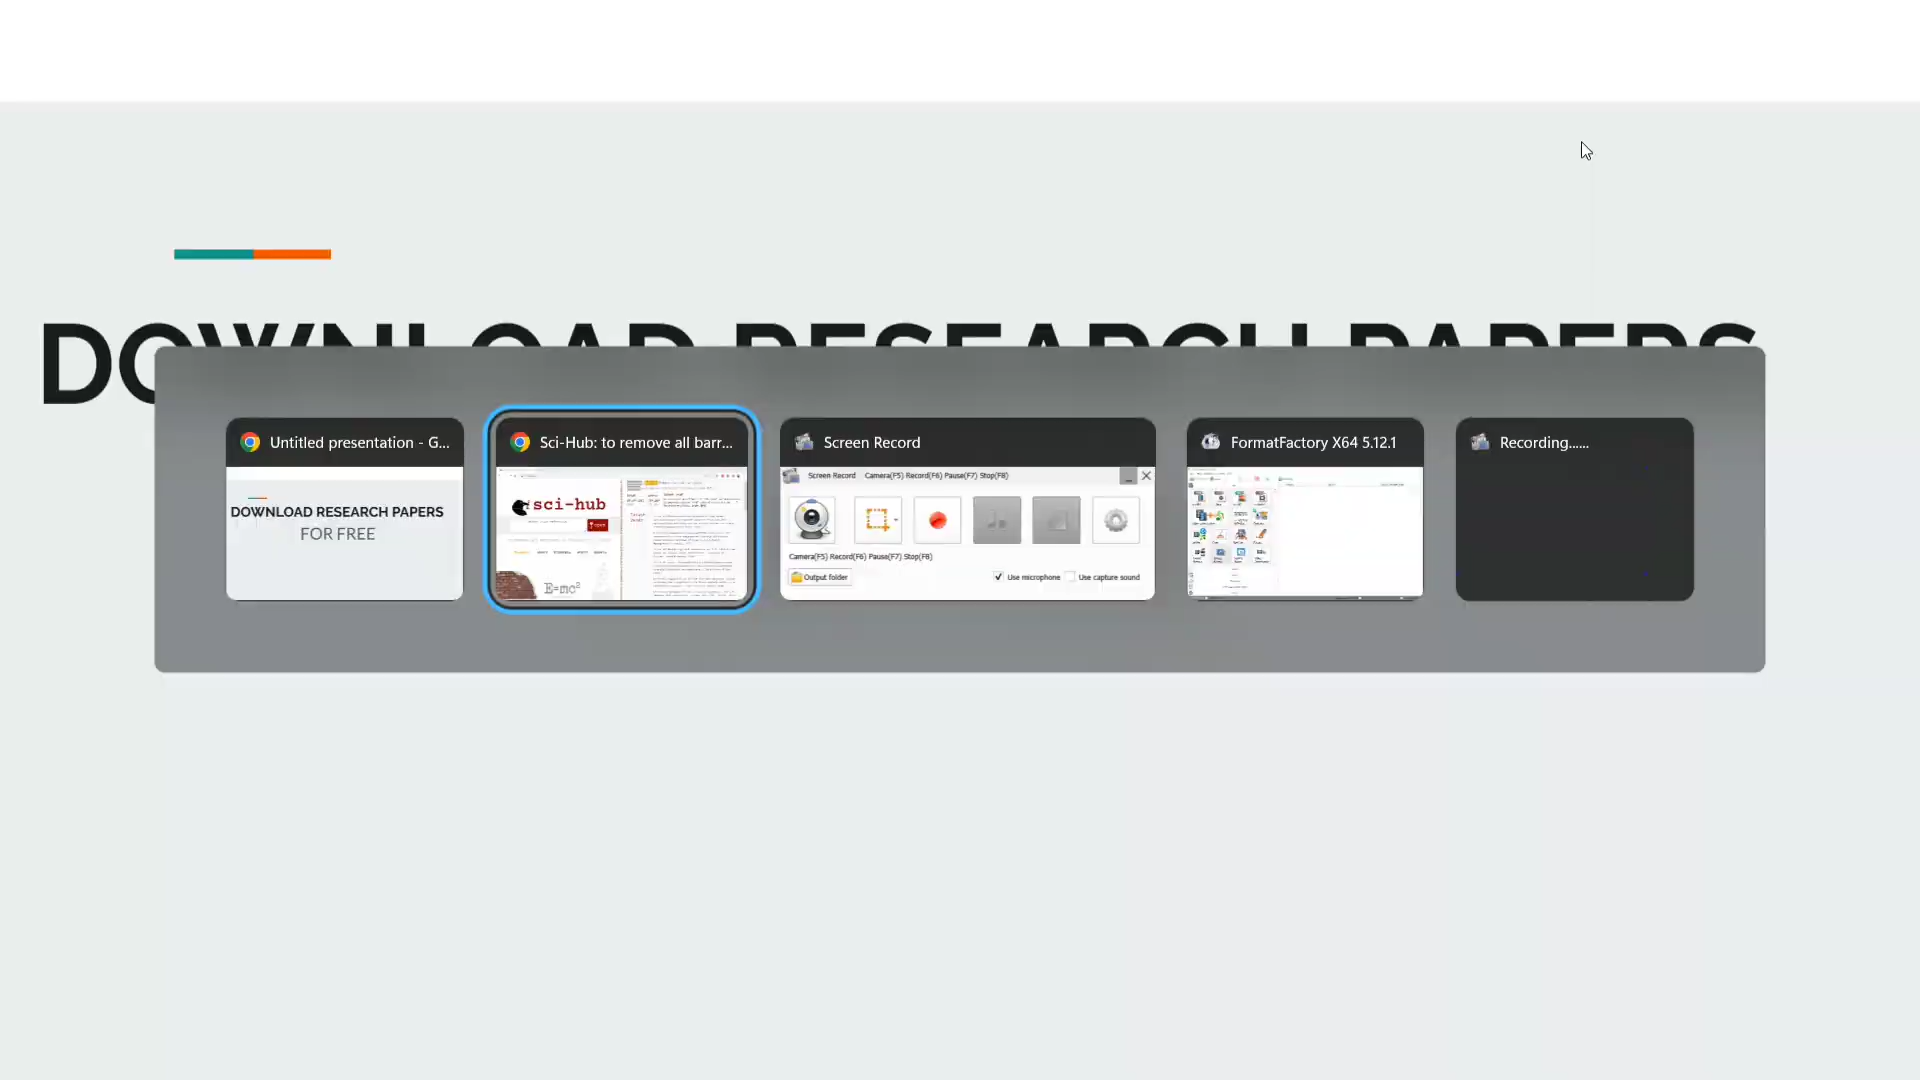 DOWNLOAD RESEARCH PAPERS
Untitled presentation - G...
Sci-Hub: to remove all barr...
Screen Record
FormatFactory X64 5.12.1
Recording......
DOWNLOAD RESEARCH PAPERS
FOR FREE
sci-hub
E=mc²
Screen Record Camera(F5) Record(F6) Pause(F7) Stop(F8)
Camera(F5) Record(F6) Pause(F7) Stop(F8)
Output folder
Use microphone
Use capture sound